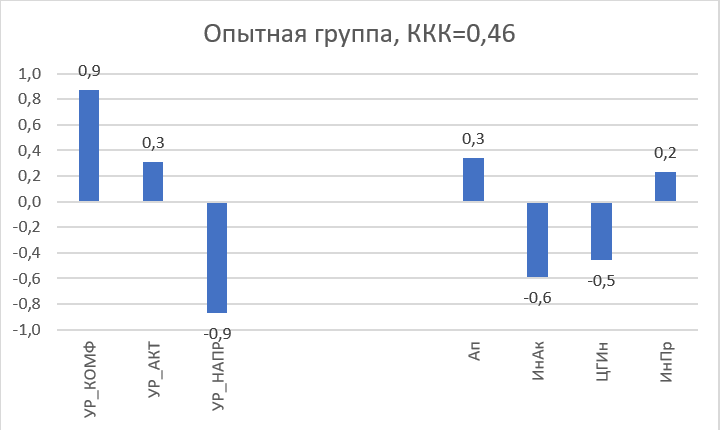 Опытная группа, ККК=0,46
1,0
0,8
0,6
0,4
0,2
0,0
-0,2
-0,4
-0,6
-0,8
-1,0
0,9
0,3
-0,9
0,3
-0,6
-0,5
0,2
УР_КОМФ
УР_АКТ
УР_НАПР
Ап
ИнАк
ЦГИн
ИнПр